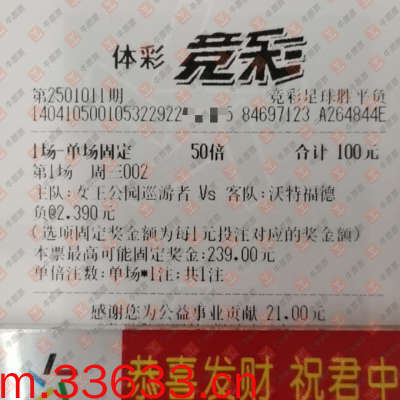 体彩 竞彩
第2501011期 竞彩足球胜平负
140410500105322922 5 84697123 A264844E
1场-单场固定 50倍 合计 100元
第1场 周三002
主队:女王公园巡游者 Vs 客队:沃特福德
负@2.390元
(选项固定奖金额为每1元投注对应的奖金额)
本票最高可能固定奖金:239.00元
单倍注数:单场*1注:共1注
感谢您为公益事业贡献 21.00元
恭喜发财 祝君中
m.33633.cn